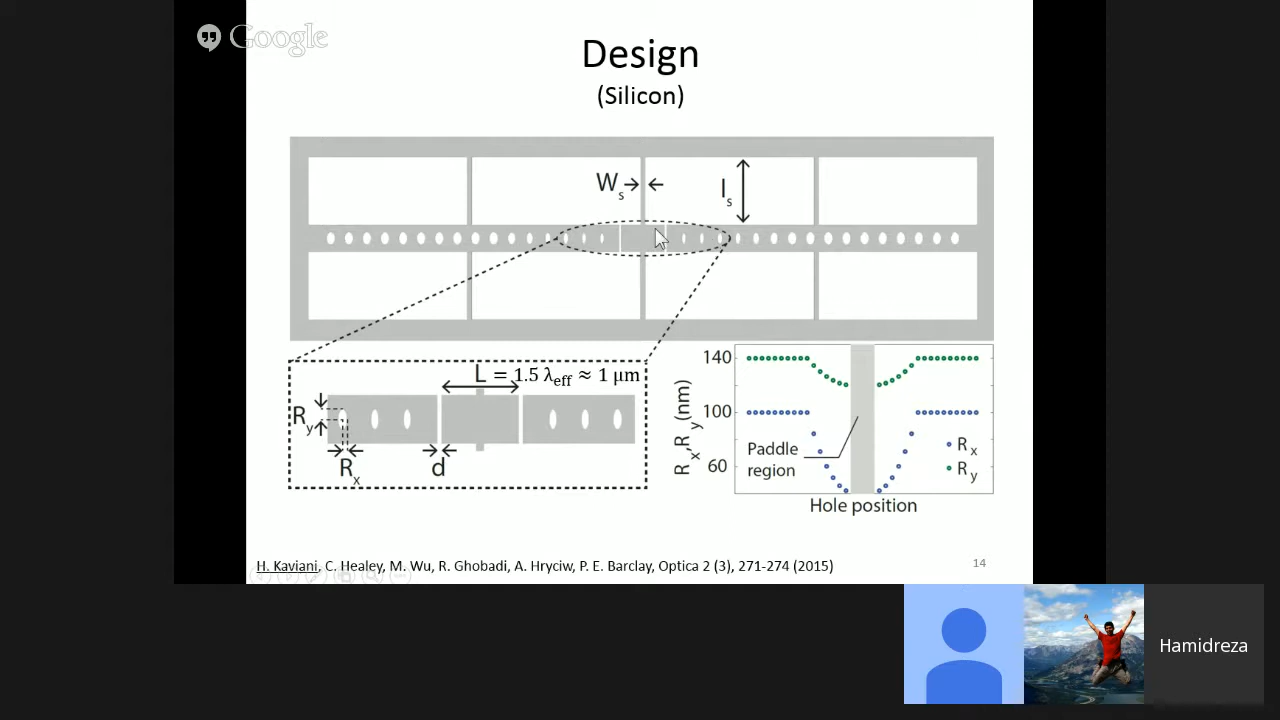 Google
Design
(Silicon)
Ws
ls
L = 1.5 λeff ≈ 1 μm
Ry
Rx
d
Rx,Ry(nm)
140
100
60
Paddle
region
Rx
Ry
Hole position
H. Kaviani, C. Healey, M. Wu, R. Ghobadi, A. Hryciw, P. E. Barclay, Optica 2 (3), 271-274 (2015)
14
Hamidreza